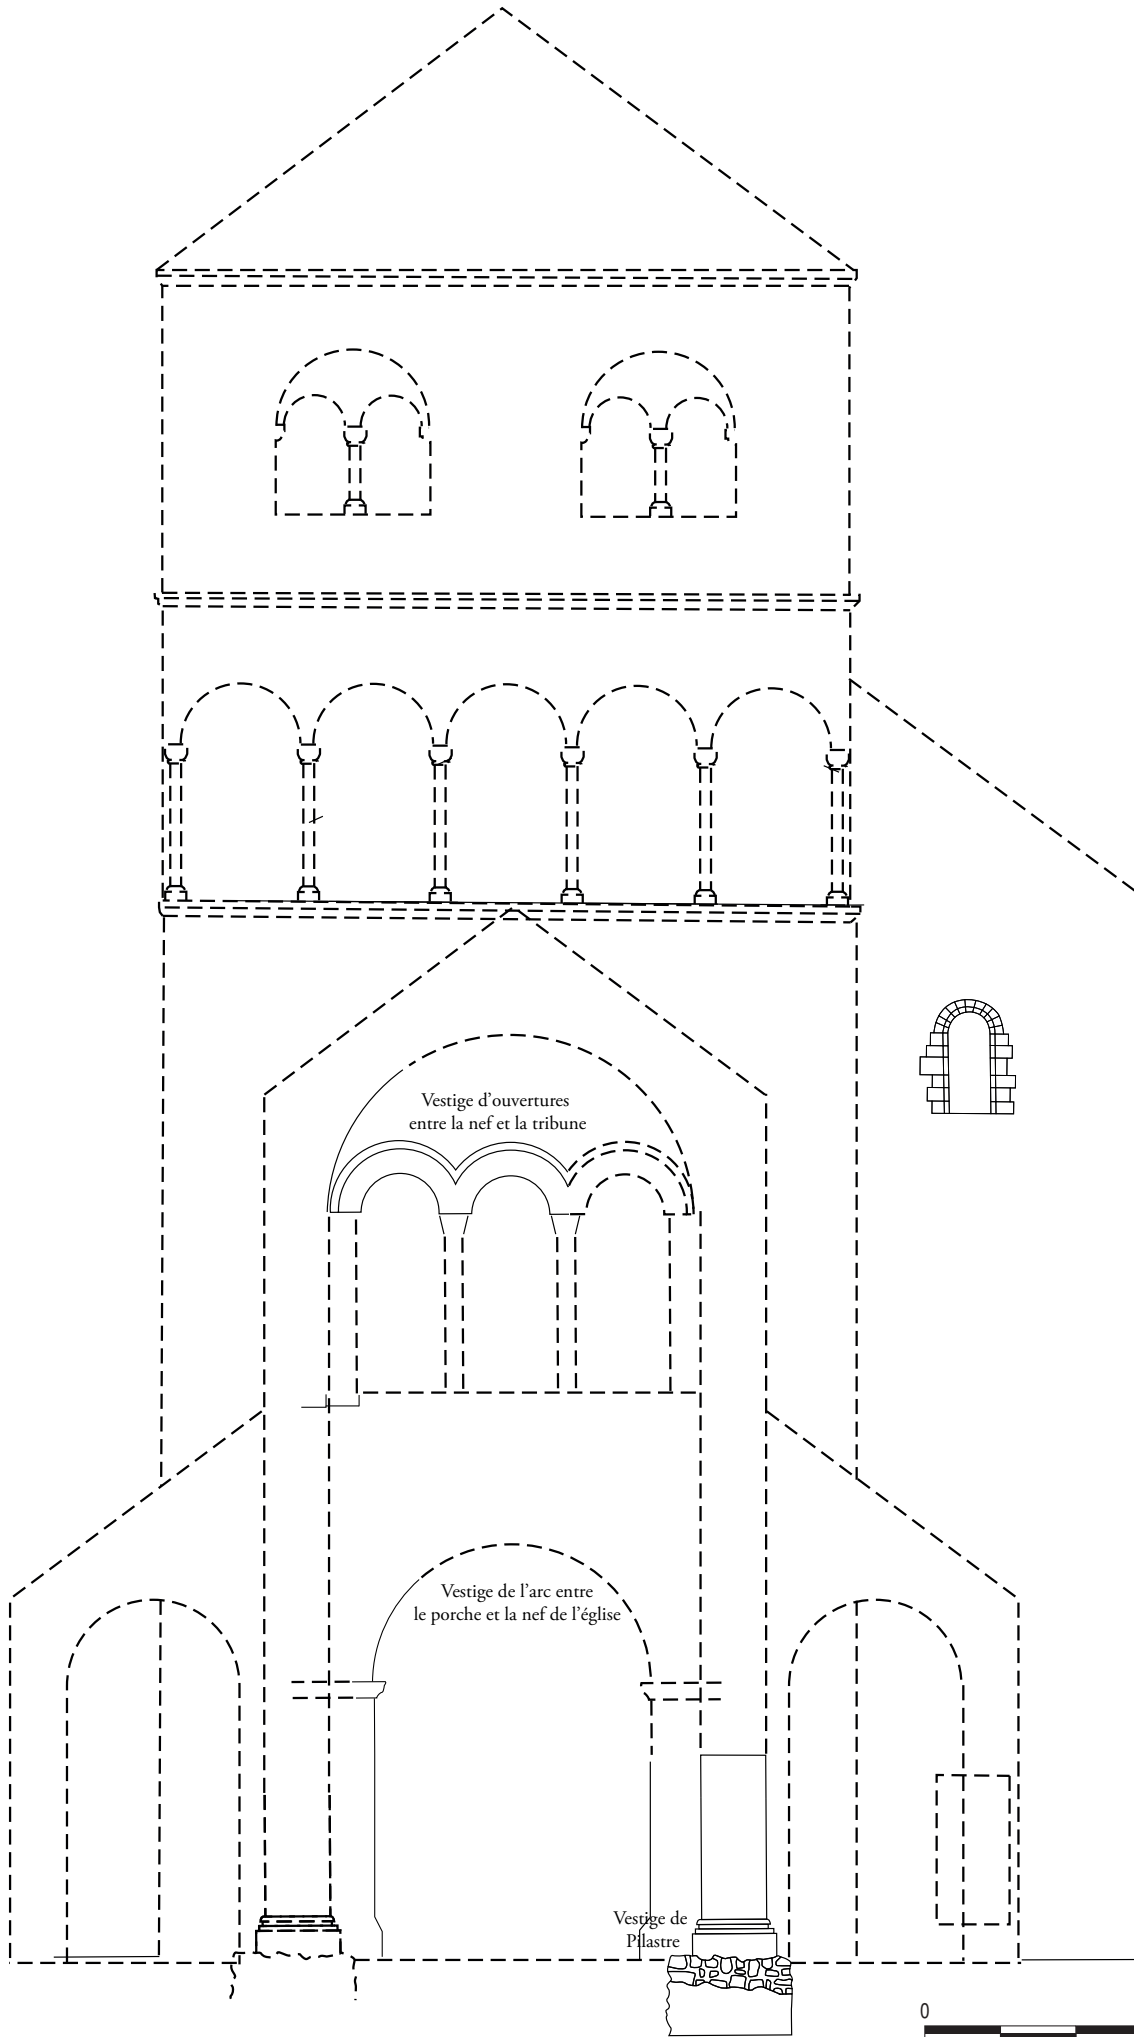 Vestige d'ouvertures
entre la nef et la tribune
Vestige de l'arc entre
le porche et la nef de l'église
Vestige de
Pilastre
0